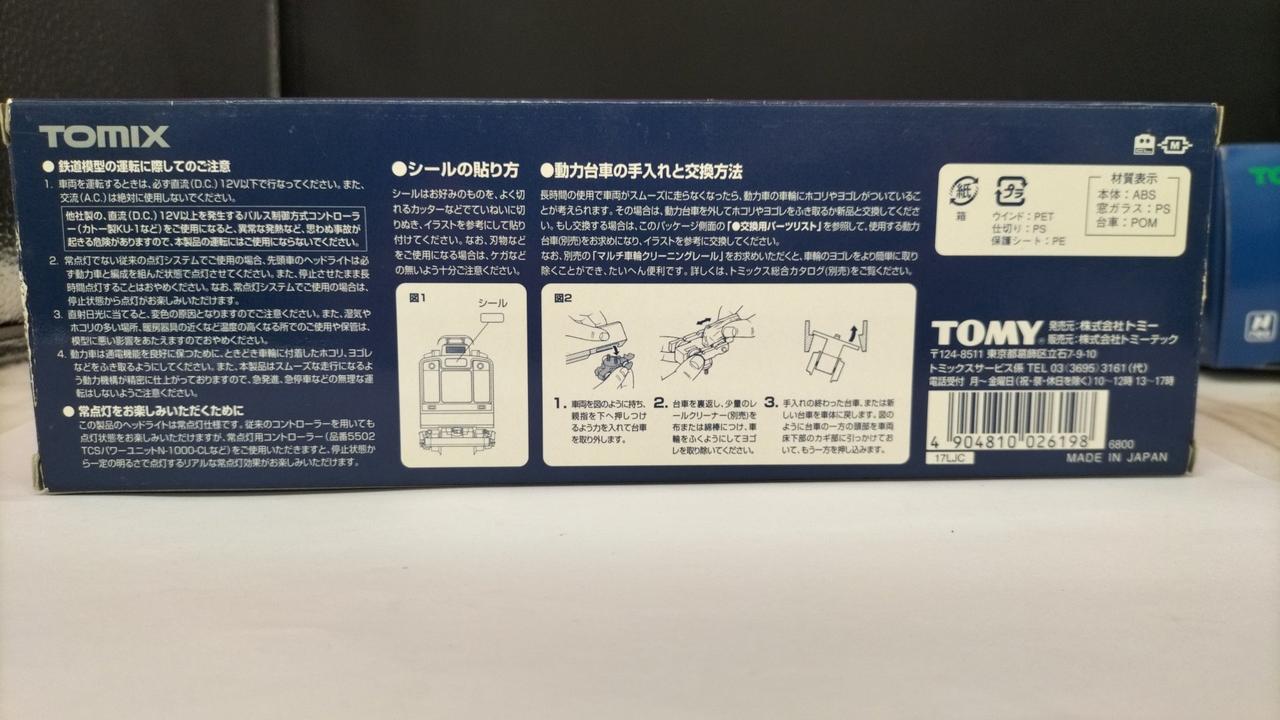 TOMIX
●鉄道模型の運転に際してのご注意
1. 車両を運転するときは、必ず直流(D.C.)12V以下で行なってください。また、
交流(A.C.)は絶対に使用しないでください。
他社製の、直流(D.C.)12V以上を発生するパルス制御方式コントローラ
ー(カトー製KU-1など)をご使用になると、異常な発熱など、思わぬ事故が
起きる危険がありますので、本製品の運転にはご使用にならないでください。
2. 常点灯でない従来の点灯システムでご使用の場合、先頭車のヘッドライトは必
ず動力車と編成を組んだ状態で点灯させてください。また、停止させたまま長
時間点灯することはおやめください。なお、常点灯システムでご使用の場合は、
停止状態から点灯がお楽しみいただけます。
3. 直射日光に当てると、変色の原因となりますのでご注意ください。また、湿気や
ホコリの多い場所、暖房器具の近くなど温度の高くなる所でのご使用や保管は、
模型に悪い影響をあたえますのでおやめください。
4. 動力車は通電機能を良好に保つために、ときどき車輪に付着したホコリ、ヨゴレ
などをふき取るようにしてください。また、本製品はスムーズな走行になるよ
う動力機構が精密に仕上がっておりますので、急発進、急停車などの無理な運
転はしないようご注意ください。
●常点灯をお楽しみいただくために
この製品のヘッドライトは常点灯仕様です。従来のコントローラーを用いても
点灯状態をお楽しみいただけますが、常点灯用コントローラー(品番5502
TCSパワーユニットN-1000-CLなど)をご使用いただきますと、停止状態か
ら一定の明るさで点灯するリアルな常点灯効果がお楽しみいただけます。
●シールの貼り方
シールはお好みのものを、よく切
れるカッターなどでていねいに切
り抜き、イラストを参考にして貼り
付けてください。なお、刃物など
をご使用になる場合は、ケガなど
の無いよう十分ご注意ください。
図1
シール
●動力台車の手入れと交換方法
長時間の使用で車両がスムーズに走らなくなったら、動力車の車輪にホコリやヨゴレがついているこ
とが考えられます。その場合は、動力台車を外してホコリやヨゴレをふき取るか新品と交換してくださ
い。もし交換する場合は、このパッケージ側面の「●交換用パーツリスト」を参照して、使用する動力
台車(別売)をお求めになり、イラストを参考に交換してください。
なお、別売の「マルチ車輪クリーニングレール」をお求めいただくと、車輪のヨゴレをより簡単に取り
除くことができ、たいへん便利です。詳しくは、トミックス総合カタログ(別売)をご覧ください。
図2
1. 車両を図のように持ち、
親指を下へ押しつけ
るよう力を入れて台車
を取り外します。
2. 台車を裏返し、少量のレ
ールクリーナー(別売)を
布または綿棒につけ、車
輪をふくようにしてヨゴ
レを取り除いてください。
3. 手入れの終わった台車、または新
しい台車を車体に戻します。図の
ように台車の一方の頭部を車両
床下部のカギ部に引っかけてお
いて、もう一方を押し込みます。
M
紙
箱
プラ
ウインド:PET
仕切り:PS
保護シート:PE
材質表示
本体:ABS
窓ガラス:PS
台車:POM
TOMY 発売元:株式会社トミー
販売元:株式会社トミーテック
〒124-8511 東京都葛飾区立石7-9-10
トミックスサービス係 TEL 03(3695)3161(代)
電話受付 月~金曜日(祝・祭・休日を除く)10~12時 13~17時
4 904810 026198
6800
17LJC
MADE IN JAPAN
TO
N